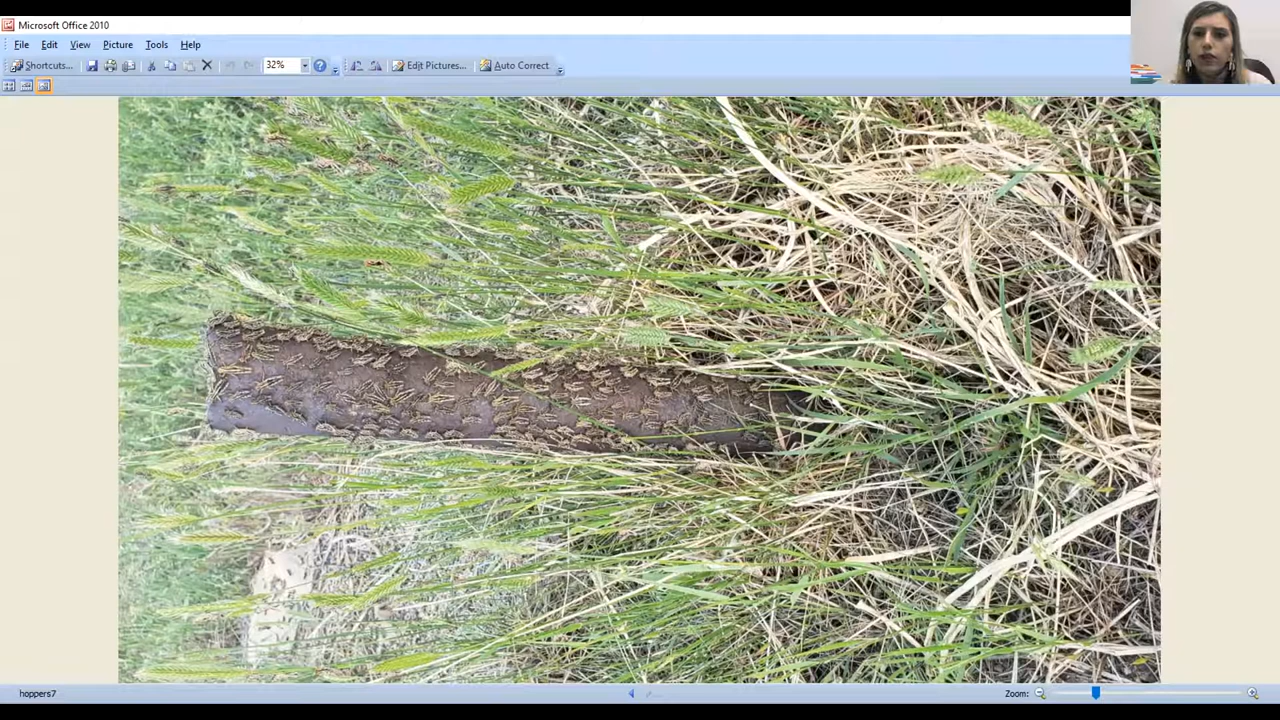 Microsoft Office 2010
File Edit View Picture Tools Help
Shortcuts... 32% Edit Pictures... Auto Correct
hoppers7 Zoom: